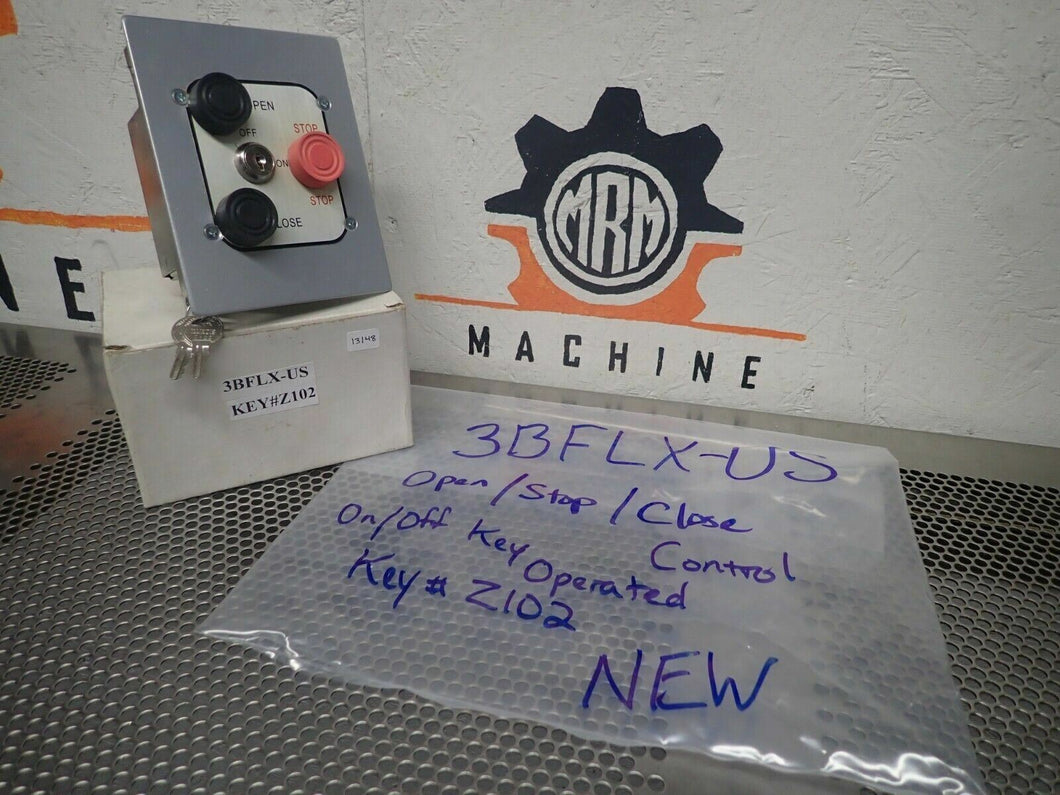 OPEN
OFF
STOP
ON
STOP
CLOSE
MRM
MACHINE
NE
13148
3BFLX-US
KEY#Z102
3BFLX-US
Open/Stop/Close
Control
On/Off Key Operated
Key# Z102
NEW